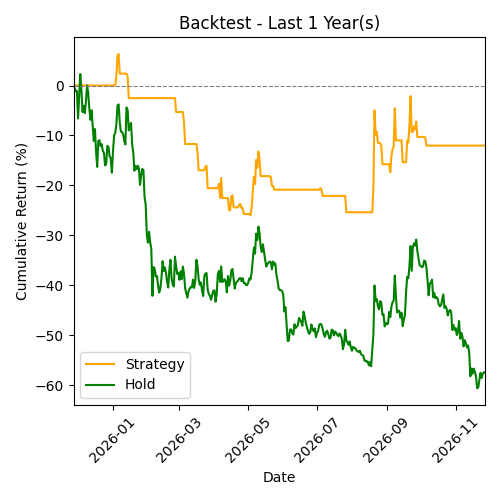 Backtest - Last 1 Year(s)
Cumulative Return (%)
0
−10
−20
−30
−40
−50
−60
Strategy
Hold
2026-01
2026-03
2026-05
2026-07
2026-09
2026-11
Date